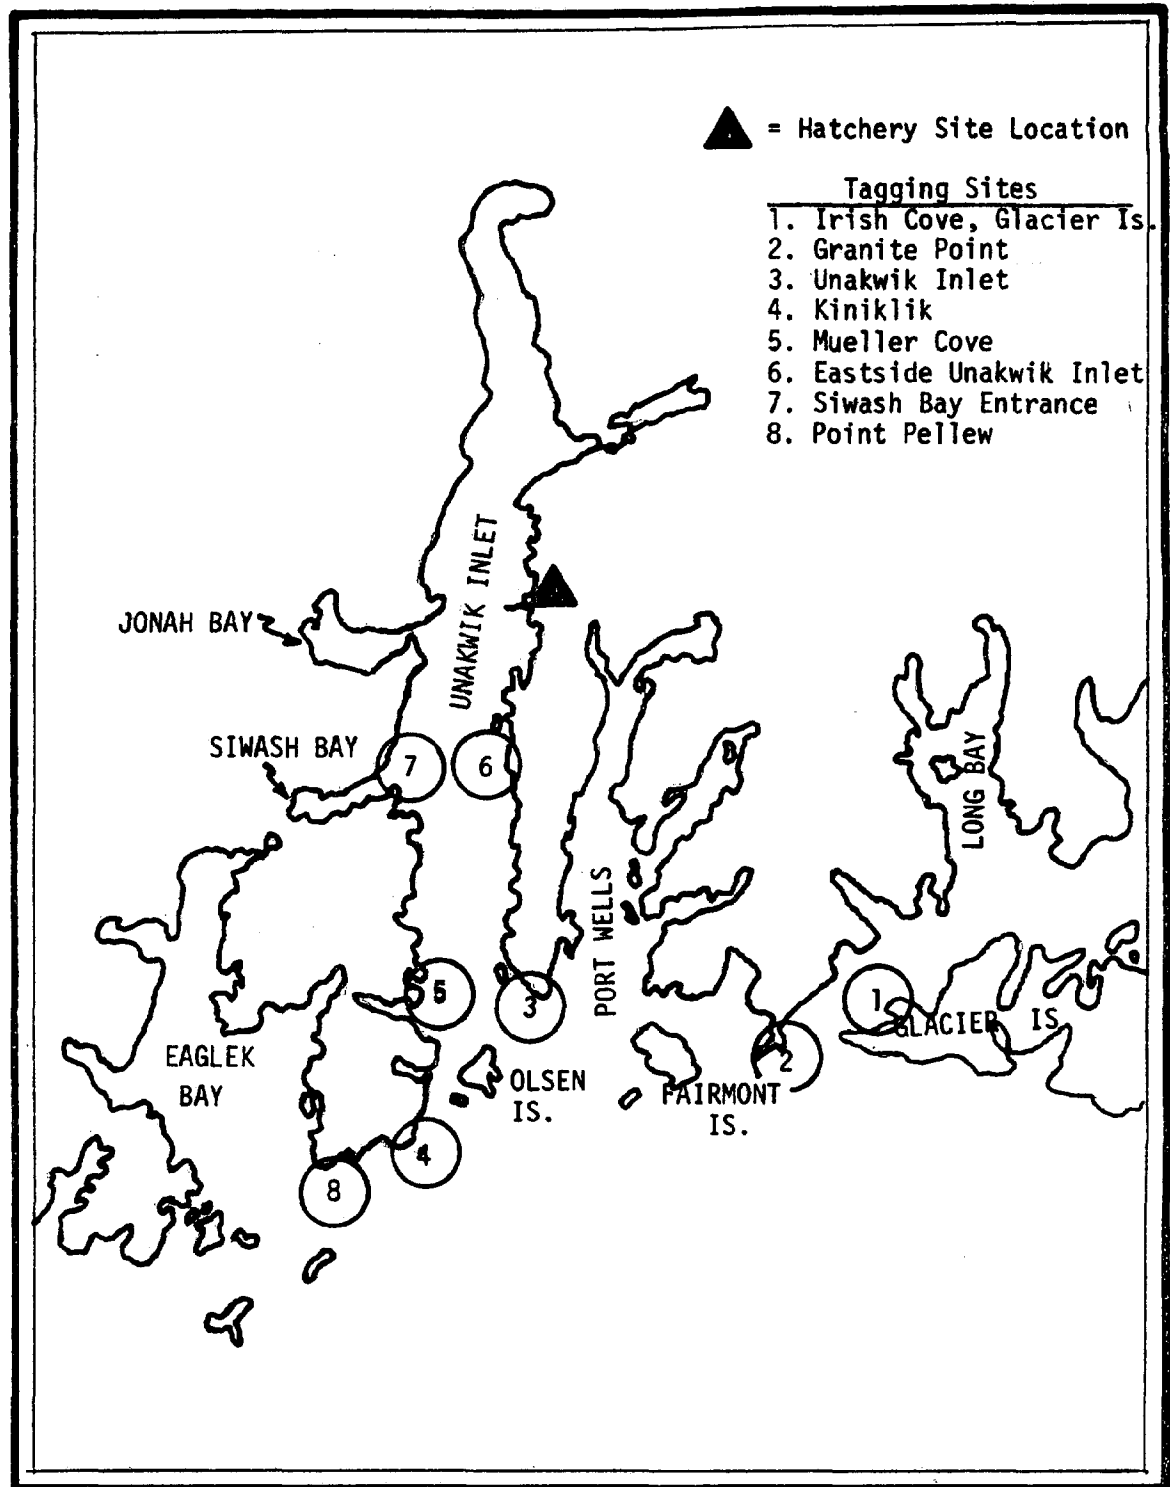 = Hatchery Site Location
Tagging Sites
1. Irish Cove, Glacier Is.
2. Granite Point
3. Unakwik Inlet
4. Kiniklik
5. Mueller Cove
6. Eastside Unakwik Inlet
7. Siwash Bay Entrance
8. Point Pellew
UNAKWIK INLET
JONAH BAY
SIWASH BAY
7
6
LONG BAY
PORT WELLS
5
3
1
GLACIER IS
EAGLEK
BAY
2
OLSEN
IS.
FAIRMONT
IS.
4
8